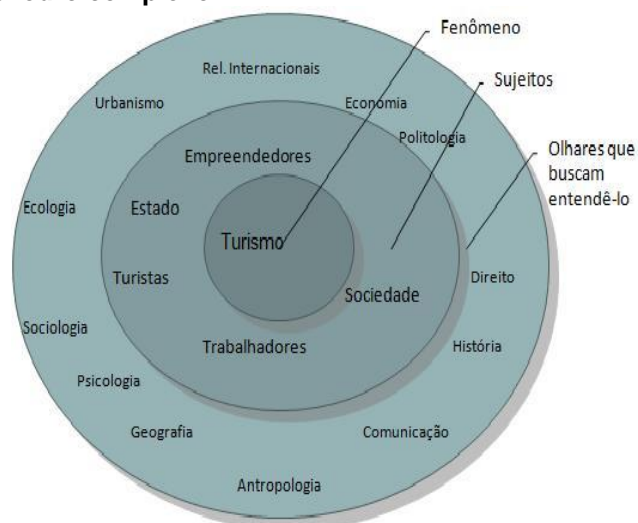 Fenômeno
Rel. Internacionais
Sujeitos
Urbanismo
Economia
Politologia
Olhares que
buscam
entendê-lo
Empreendedores
Ecologia
Estado
Turismo
Turistas
Direito
Sociedade
Sociologia
Trabalhadores
História
Psicologia
Geografia
Comunicação
Antropologia